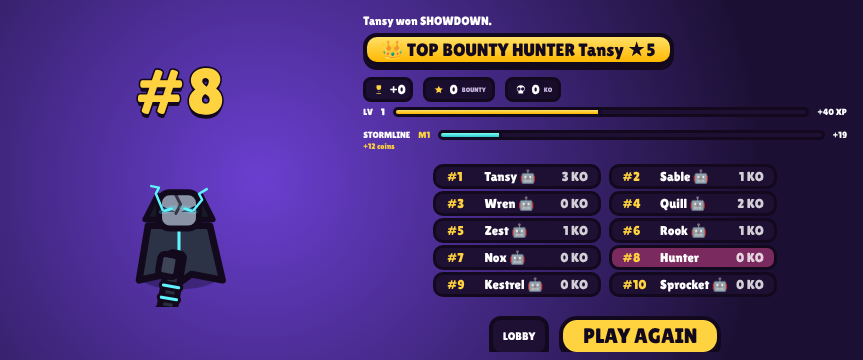 Tansy won SHOWDOWN.
TOP BOUNTY HUNTER Tansy ★5
#8
+0
0 BOUNTY
0 KO
LV 1
+40 XP
STORMLINE M1
+19
+12 coins
#1 Tansy 3 KO
#2 Sable 1 KO
#3 Wren 0 KO
#4 Quill 2 KO
#5 Zest 1 KO
#6 Rook 1 KO
#7 Nox 0 KO
#8 Hunter 0 KO
#9 Kestrel 0 KO
#10 Sprocket 0 KO
LOBBY
PLAY AGAIN